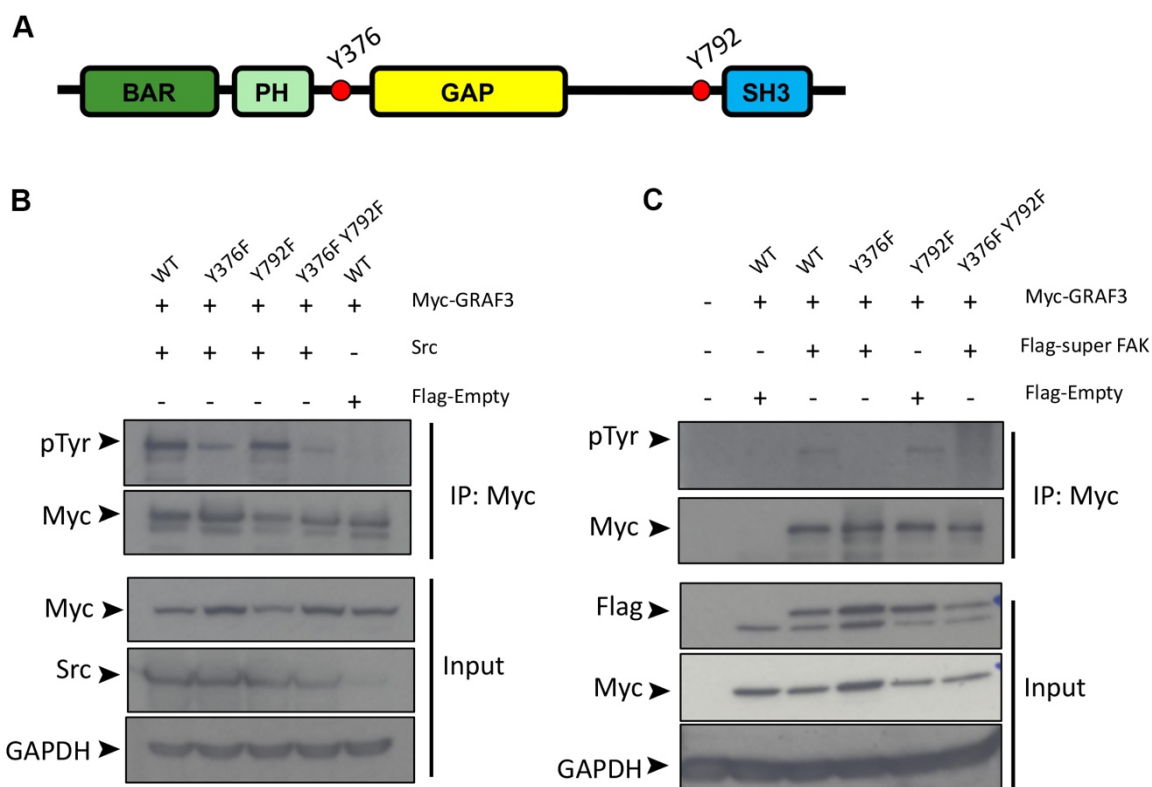 A
Y376
Y792
BAR PH GAP SH3
B
WT Y376F Y792F Y376F Y792F WT
+ + + + + Myc-GRAF3
+ + + + - Src
- - - - + Flag-Empty
pTyr
Myc
IP: Myc
Myc
Src
GAPDH
Input
C
WT WT Y376F Y792F Y376F Y792F
- + + + + + Myc-GRAF3
- - + + - + Flag-super FAK
- + - - + - Flag-Empty
pTyr
Myc
IP: Myc
Flag
Myc
GAPDH
Input